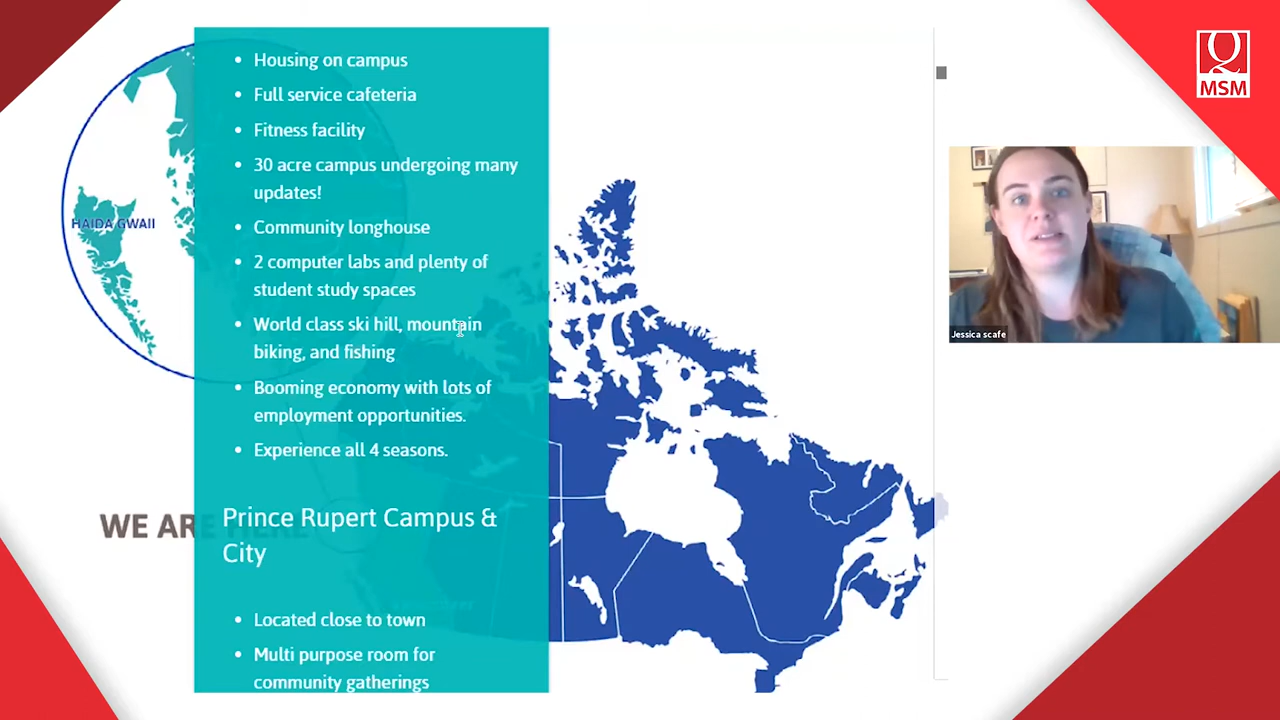 Housing on campus
Full service cafeteria
Fitness facility
30 acre campus undergoing many
updates!
Community longhouse
2 computer labs and plenty of
student study spaces
World class ski hill, mountain
biking, and fishing
Booming economy with lots of
employment opportunities.
Experience all 4 seasons.
Prince Rupert Campus &
City
Located close to town
Multi purpose room for
community gatherings
HAIDA GWAII
WE ARE HERE
Q
MSM
Jessica scafe